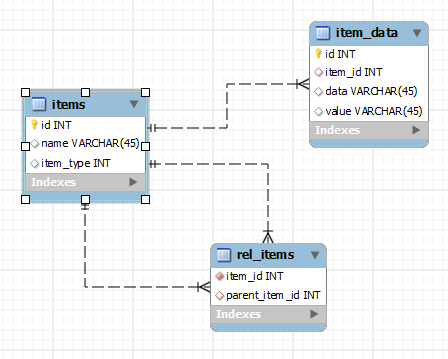 item_data
id INT
item_id INT
data VARCHAR(45)
value VARCHAR(45)
Indexes
items
id INT
name VARCHAR(45)
item_type INT
Indexes
rel_items
item_id INT
parent_item_id INT
Indexes